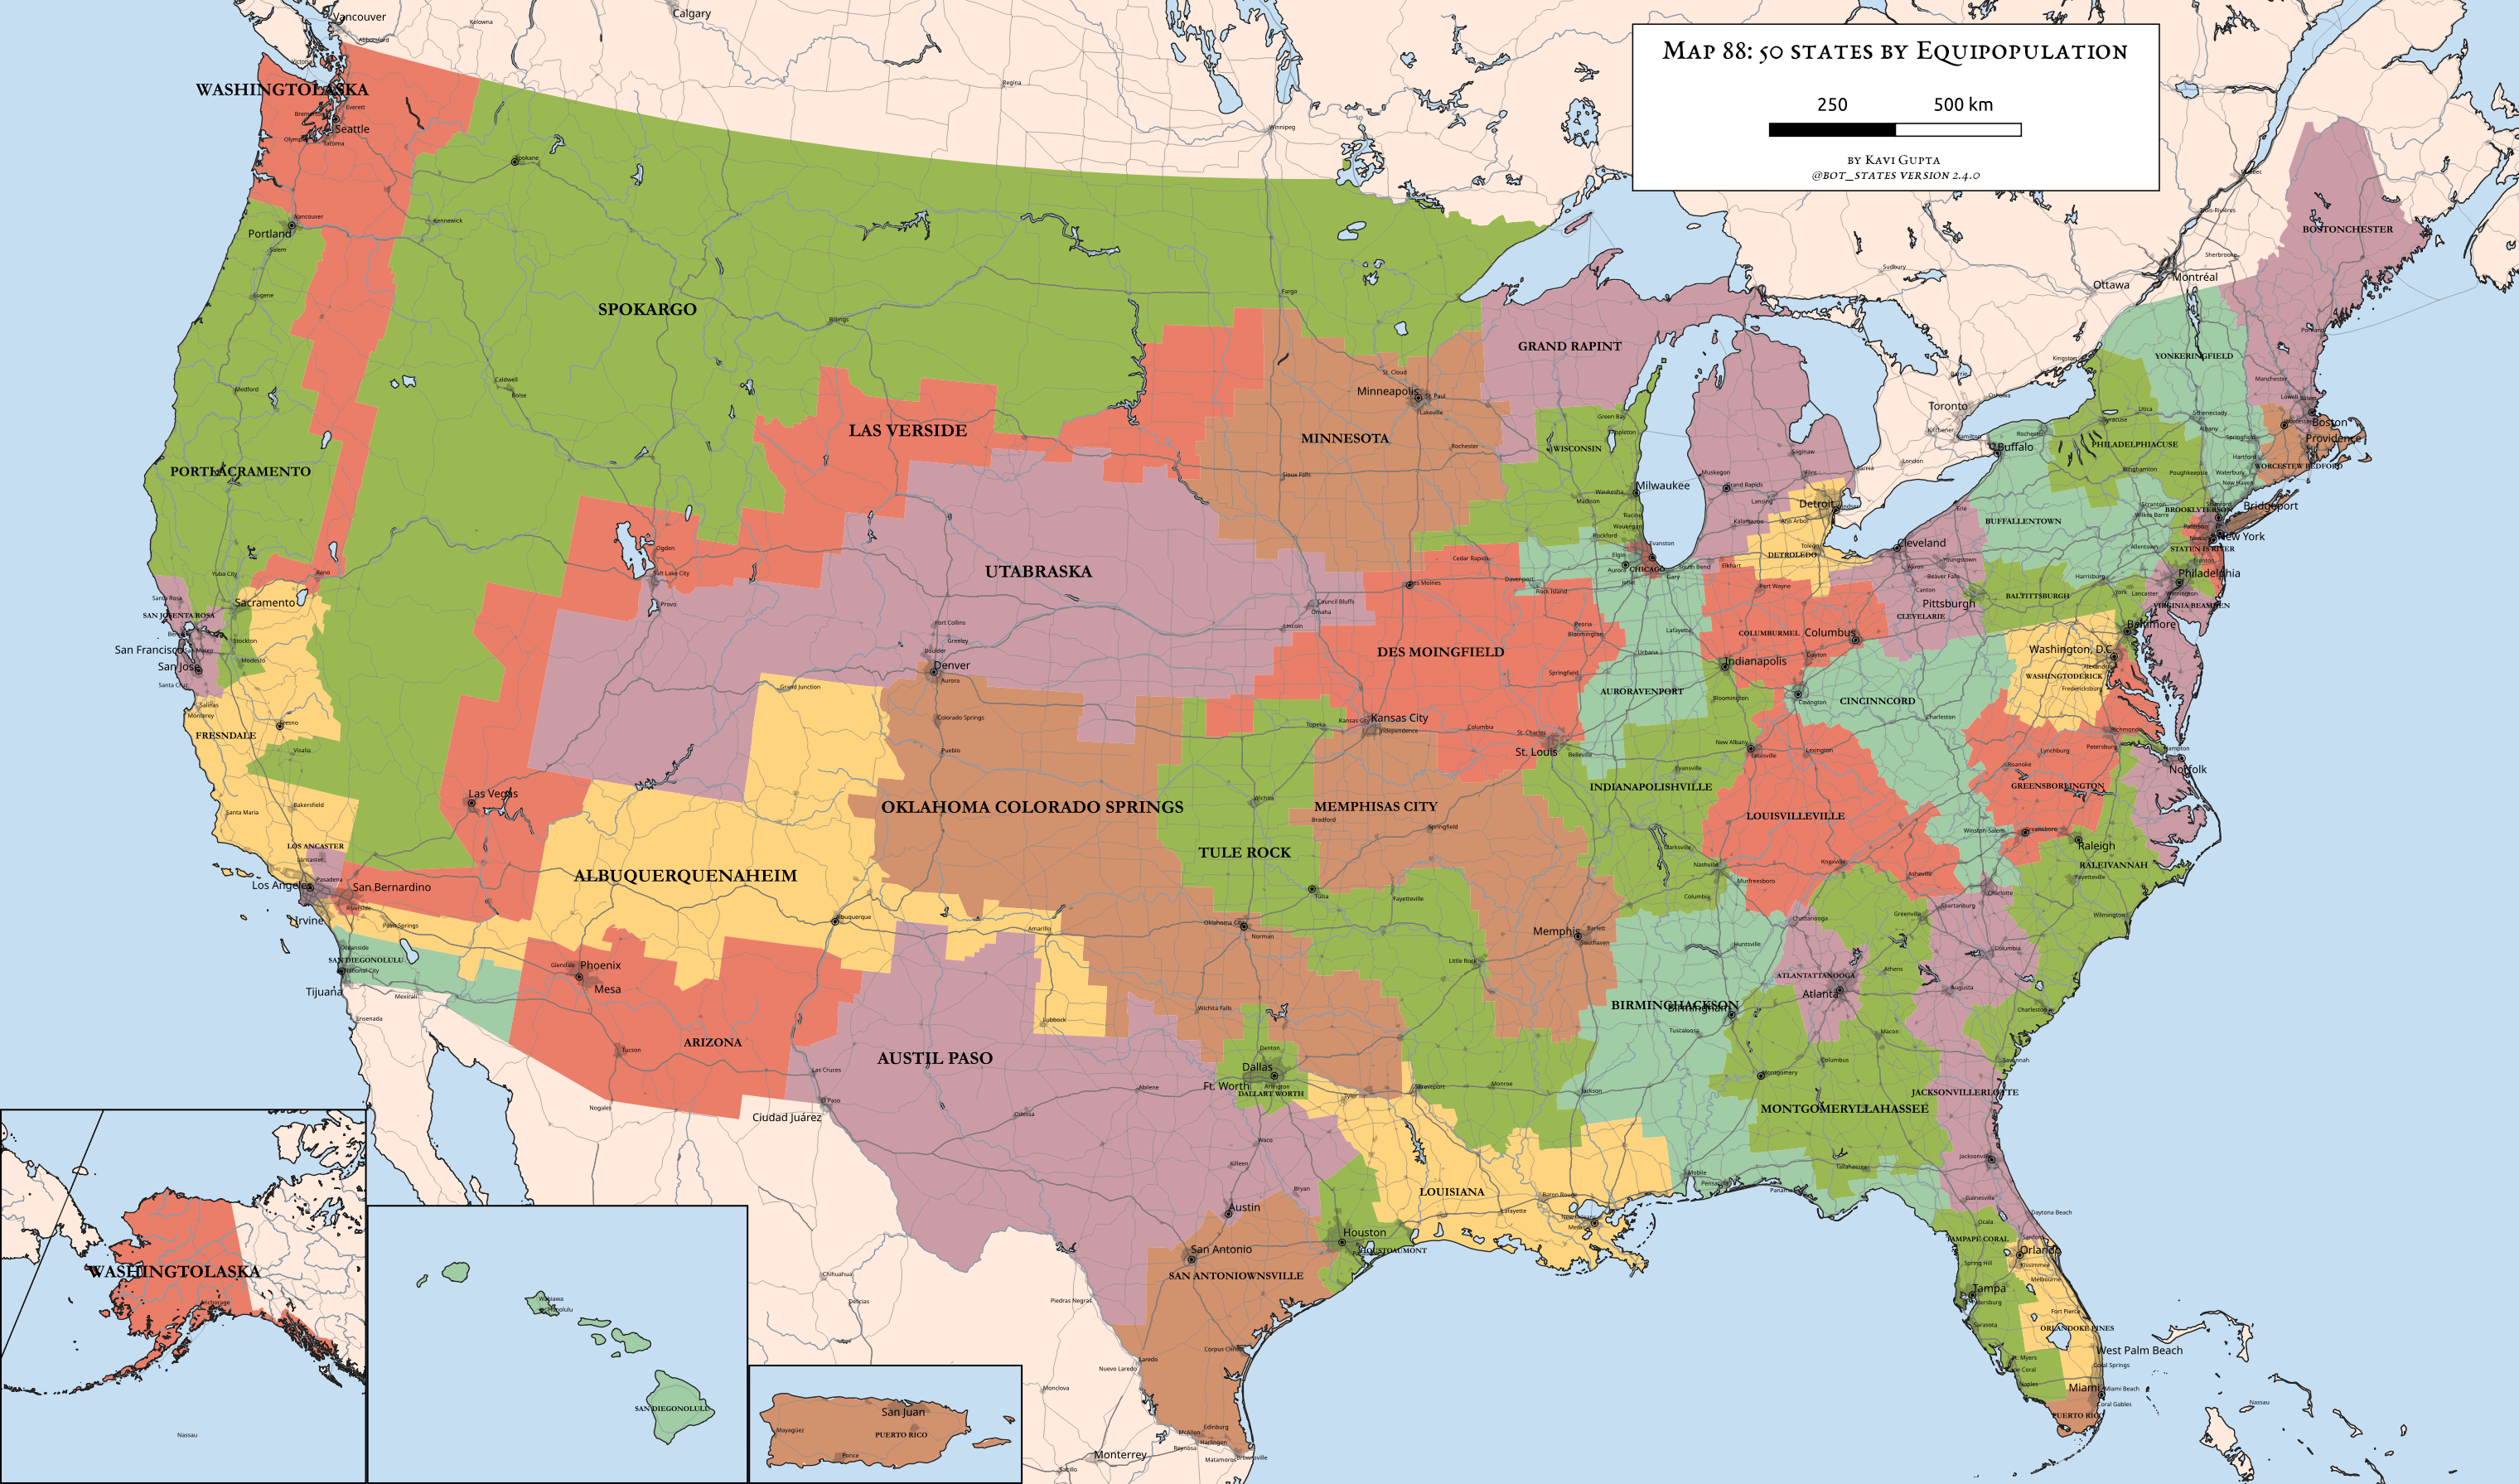 MAP 88: 50 STATES BY EQUIPOPULATION
250 500 km
BY KAVI GUPTA
@BOT_STATES VERSION 2.4.0
Vancouver
Abbotsford
Kelowna
Calgary
Regina
Winnipeg
Victoria
WASHINGTOLASKA
Everett
Seattle
Tacoma
Spokane
Vancouver
Portland
Salem
Kennewick
Eugene
Medford
SPOKARGO
Billings
Fargo
Caldwell
Boise
PORTLACRAMENTO
LAS VERSIDE
MINNESOTA
St. Cloud
Minneapolis
St. Paul
Lakeville
Rochester
Sioux Falls
GRAND RAPINT
WISCONSIN
Green Bay
Appleton
Milwaukee
Waukesha
Madison
Racine
Waukegan
Rockford
Evanston
Elgin
Aurora
CHICAGO
Joliet
Gary
South Bend
Elkhart
Sudbury
Ottawa
Montréal
Sherbrooke
Trois-Rivières
Kingston
Barrie
Oshawa
Toronto
Kitchener
Hamilton
London
Sarnia
Saginaw
Flint
Muskegon
Grand Rapids
Lansing
Kalamazoo
Ann Arbor
Detroit
DETROLEDO
Toledo
BOSTONCHESTER
Portland
Manchester
Lowell
Boston
Providence
WORCESTEW BEDFORD
YONKERINGFIELD
Utica
Syracuse
Schenectady
Albany
Springfield
Hartford
Waterbury
New Haven
Poughkeepsie
Bridgeport
PHILADELPHIACUSE
Binghamton
Rochester
Buffalo
BUFFALLENTOWN
Erie
Scranton
Wilkes Barre
Allentown
BROOKLYTERSON
Paterson
Newark
New York
STATEN IS RIVER
Trenton
Philadelphia
Wilmington
VIRGINIA BEAMDEN
Lancaster
York
Harrisburg
BALTITTSBURGH
Pittsburgh
Beaver Falls
Youngstown
Cleveland
Akron
Canton
CLEVELARIE
Baltimore
Washington, D.C.
Alexandria
WASHINGTODERICK
Fredericksburg
UTABRASKA
Ogden
Salt Lake City
Provo
Fort Collins
Greeley
Boulder
Denver
Aurora
Council Bluffs
Omaha
Lincoln
Des Moines
Cedar Rapids
Davenport
Rock Island
Peoria
Bloomington
DES MOINGFIELD
Springfield
Urbana
Lafayette
AURORAVENPORT
Fort Wayne
COLUMBURMEL
Columbus
Dayton
Indianapolis
Bloomington
Covington
CINCINNCORD
Charleston
Reno
Yuba City
Sacramento
Santa Rosa
SAN JOSENTA ROSA
Stockton
San Francisco
San Mateo
Modesto
San Jose
Santa Cruz
Salinas
Monterey
Fresno
FRESNDALE
Visalia
Bakersfield
Santa Maria
LOS ANCASTER
Lancaster
Pasadena
Los Angeles
San Bernardino
Riverside
Irvine
Palm Springs
Oceanside
SAN DIEGONOLULU
National City
Tijuana
Mexicali
Ensenada
Las Vegas
Grand Junction
Colorado Springs
Pueblo
OKLAHOMA COLORADO SPRINGS
ALBUQUERQUENAHEIM
Albuquerque
Amarillo
Lubbock
Glendale
Phoenix
Mesa
ARIZONA
Tucson
Nogales
Las Cruces
El Paso
Ciudad Juárez
AUSTIL PASO
Odessa
Abilene
Wichita Falls
Topeka
Kansas City
Kansas City
Independence
Columbia
St. Charles
St. Louis
Belleville
Wichita
MEMPHISAS CITY
Bradford
Springfield
TULE ROCK
Tulsa
Fayetteville
Oklahoma City
Norman
Little Rock
Memphis
Bartlett
Southaven
INDIANAPOLISHVILLE
Evansville
New Albany
Louisville
Lexington
LOUISVILLEVILLE
Clarksville
Nashville
Murfreesboro
Columbia
Knoxville
Asheville
Chattanooga
Huntsville
ATLANTATTANOOGA
Athens
Atlanta
Macon
Columbus
Greenville
Spartanburg
Charlotte
Columbia
Augusta
Charleston
Savannah
Winston-Salem
Greensboro
GREENSBORLINGTON
Roanoke
Lynchburg
Richmond
Petersburg
Hampton
Norfolk
Raleigh
RALEIVANNAH
Fayetteville
Wilmington
BIRMINGHACKSON
Birmingham
Tuscaloosa
Montgomery
MONTGOMERYLLAHASSEE
Jackson
Mobile
Tallahassee
JACKSONVILLERLOTTE
Jacksonville
Gainesville
Daytona Beach
Ocala
TAMPAPE CORAL
Spring Hill
Sanford
Orlando
Kissimmee
Melbourne
Tampa
Sarasota
Fort Pierce
ORLANDOKE PINES
West Palm Beach
Coral Springs
Ft. Myers
Cape Coral
Naples
Miami
Miami Beach
Coral Gables
PUERTO RICO
Nassau
Denton
Dallas
Ft. Worth
Arlington
DALLART WORTH
Tyler
Shreveport
Monroe
Waco
Killeen
Bryan
Austin
San Antonio
SAN ANTONIOWNSVILLE
Houston
HOUSTOAUMONT
LOUISIANA
Lafayette
Baton Rouge
Corpus Christi
Laredo
Nuevo Laredo
Edinburg
McAllen
Harlingen
Reynosa
Matamoros
Brownsville
Monterrey
Saltillo
Monclova
Piedras Negras
Chihuahua
Delicias
WASHINGTOLASKA
Anchorage
Nassau
Wahiawa
Honolulu
SAN DIEGONOLULU
San Juan
Mayagüez
PUERTO RICO
Ponce